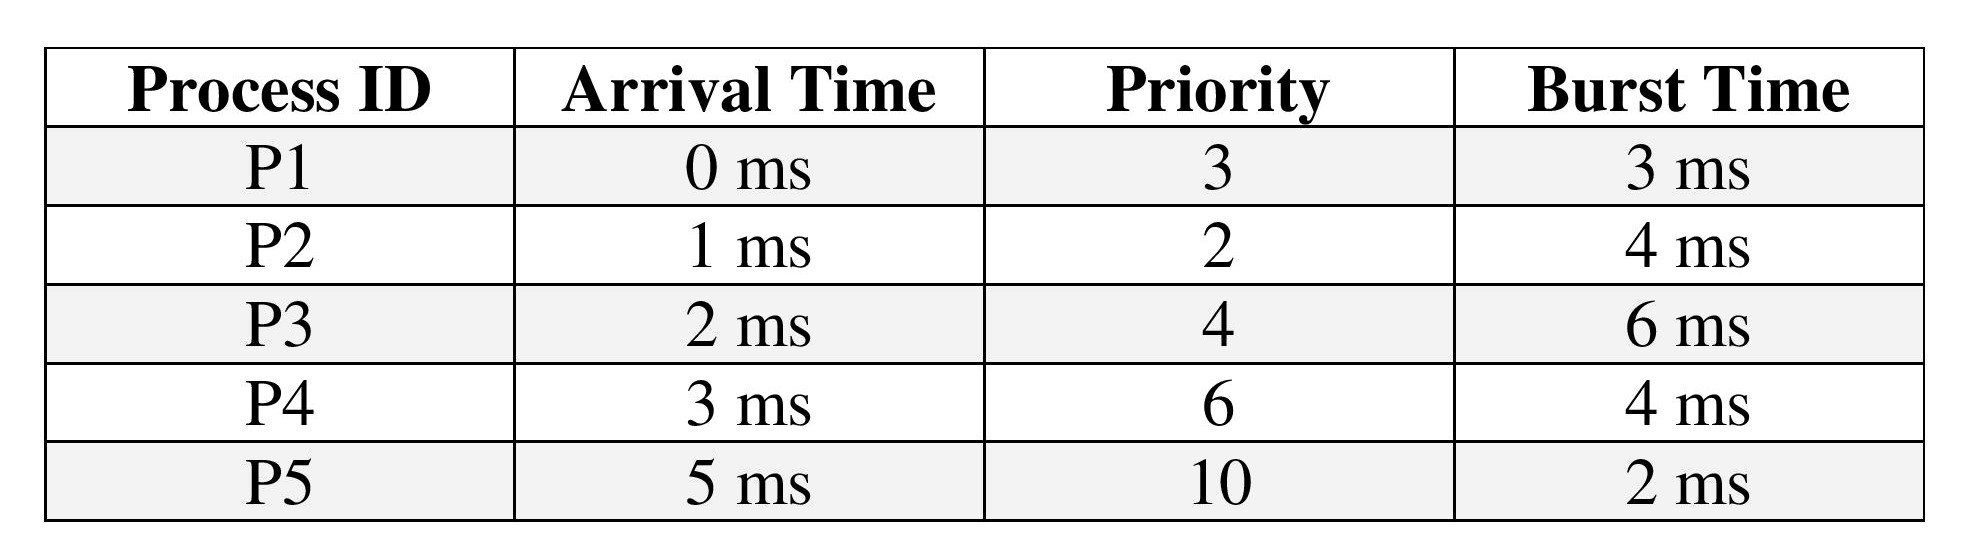 Process ID Arrival Time Priority Burst Time
P1 0 ms 3 3 ms
P2 1 ms 2 4 ms
P3 2 ms 4 6 ms
P4 3 ms 6 4 ms
P5 5 ms 10 2 ms